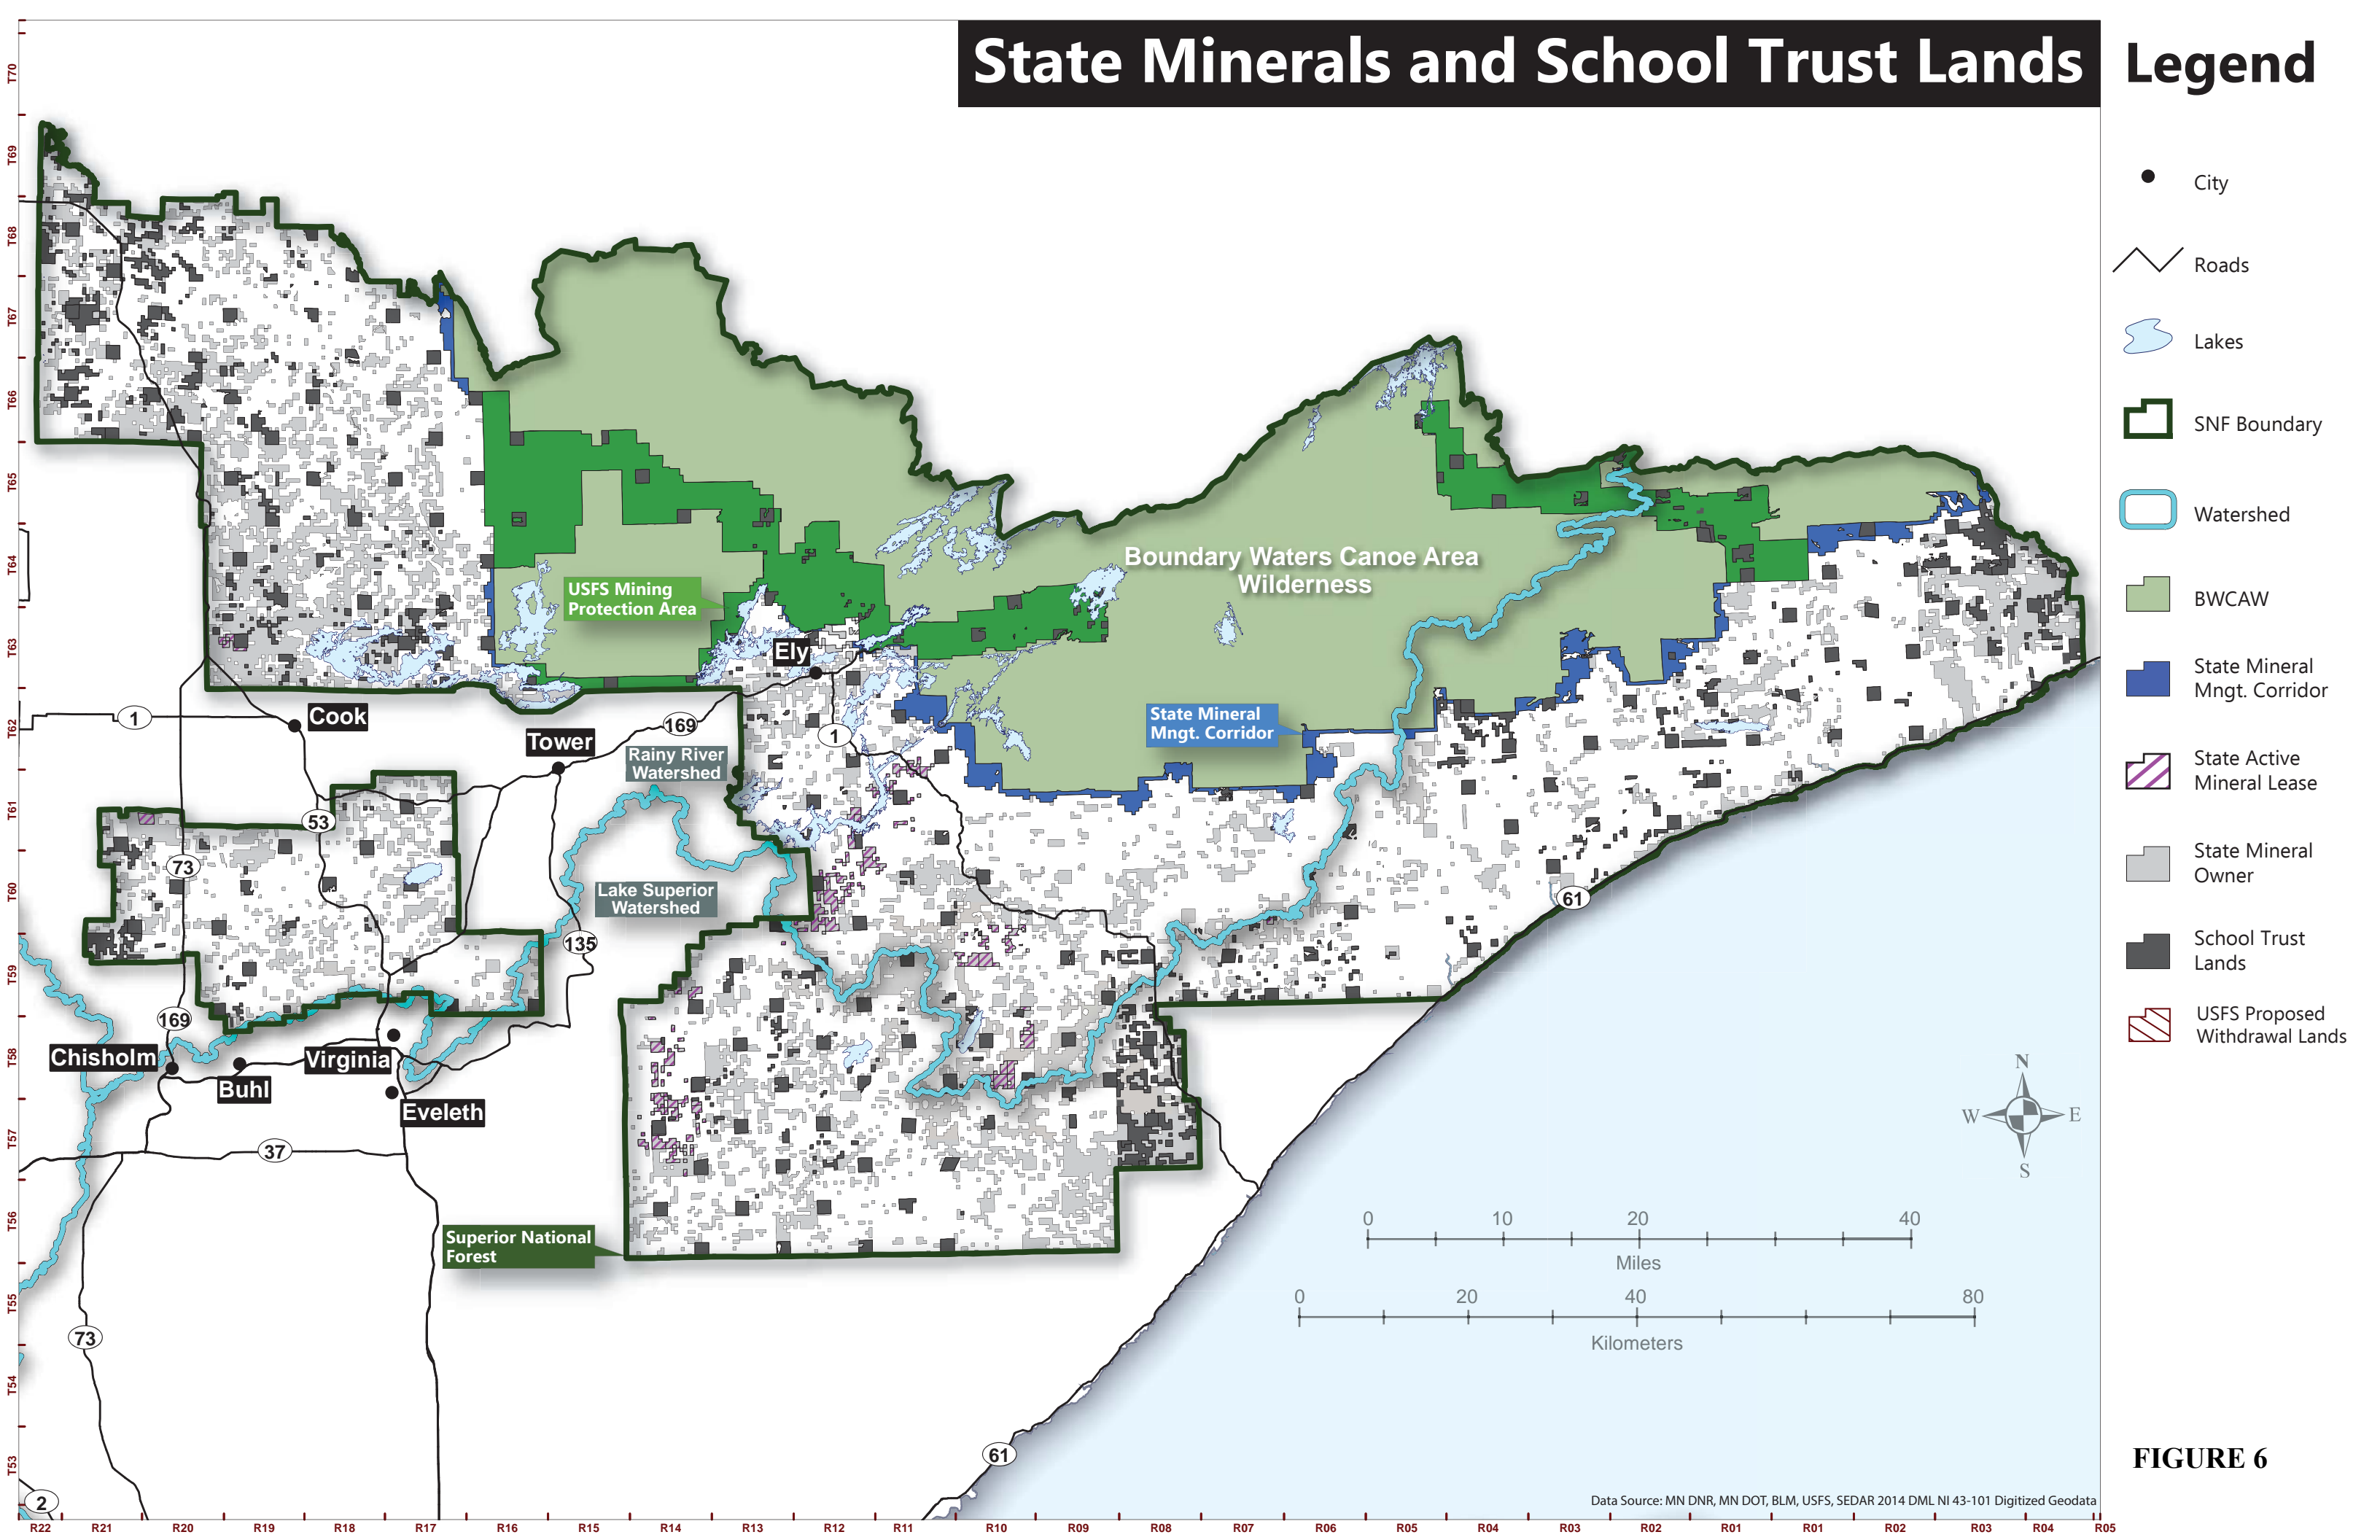 State Minerals and School Trust Lands
Legend
City
Roads
Lakes
SNF Boundary
Watershed
BWCAW
State Mineral
Mngt. Corridor
State Active
Mineral Lease
State Mineral
Owner
School Trust
Lands
USFS Proposed
Withdrawal Lands
FIGURE 6
T70
T69
T68
T67
T66
T65
T64
T63
T62
T61
T60
T59
T58
T57
T56
T55
T54
T53
Boundary Waters Canoe Area
Wilderness
USFS Mining
Protection Area
Ely
State Mineral
Mngt. Corridor
Cook
Tower
1
169
1
Rainy River
Watershed
53
73
Lake Superior
Watershed
61
135
169
Chisholm
Buhl
Virginia
Eveleth
37
Superior National
Forest
73
61
2
N
W
E
S
0 10 20 40
Miles
0 20 40 80
Kilometers
Data Source: MN DNR, MN DOT, BLM, USFS, SEDAR 2014 DML NI 43-101 Digitized Geodata
R22 R21 R20 R19 R18 R17 R16 R15 R14 R13 R12 R11 R10 R09 R08 R07 R06 R05 R04 R03 R02 R01 R01 R02 R03 R04 R05